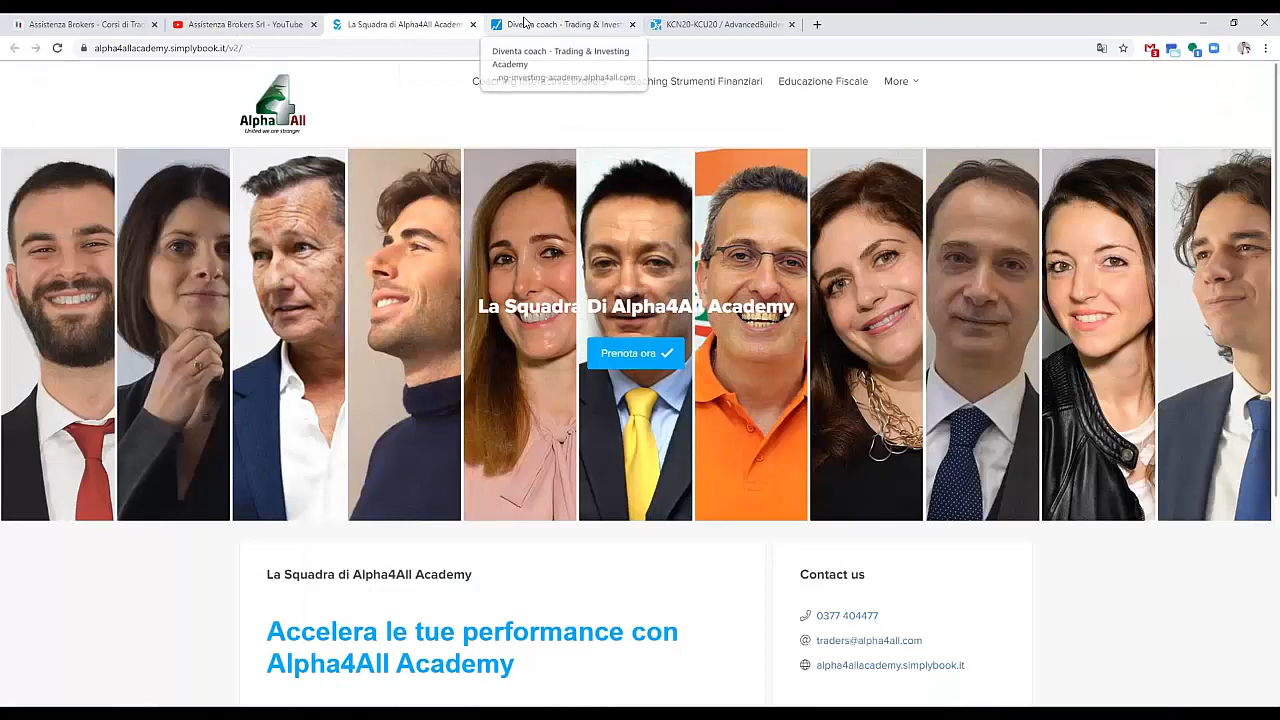 Assistenza Brokers - Corsi di Tra
Assistenza Brokers Srl - YouTube
La Squadra di Alpha4All Academ
Diventa coach - Trading & Invest
KCN20-KCU20 / AdvancedBuilde
alpha4allacademy.simplybook.it/v2/
Diventa coach - Trading & Investing
Academy
...ng-investing-academy.alpha4all.com
Coaching Strumenti Finanziari
Educazione Fiscale
More
Alpha4All
United we are stronger
La Squadra Di Alpha4All Academy
Prenota ora
La Squadra di Alpha4All Academy
Accelera le tue performance con
Alpha4All Academy
Contact us
0377 404477
traders@alpha4all.com
alpha4allacademy.simplybook.it